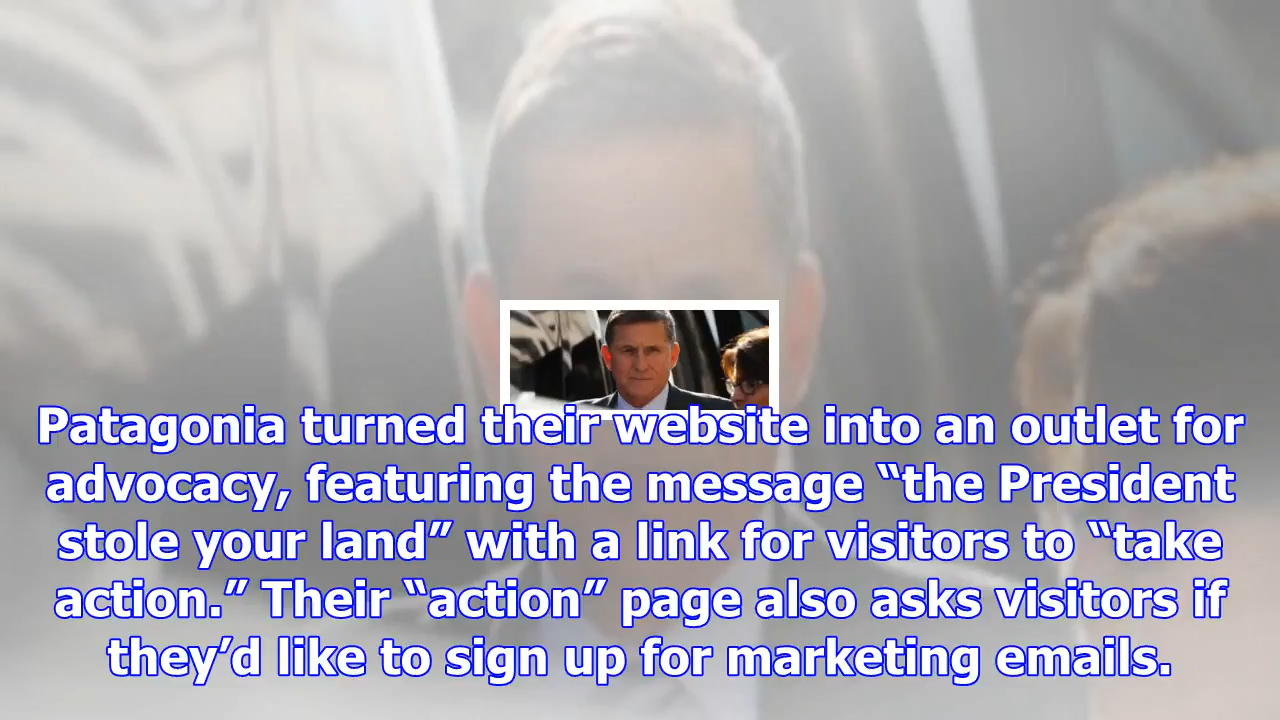 Patagonia turned their website into an outlet for
advocacy, featuring the message “the President
stole your land” with a link for visitors to “take
action.” Their “action” page also asks visitors if
they’d like to sign up for marketing emails.